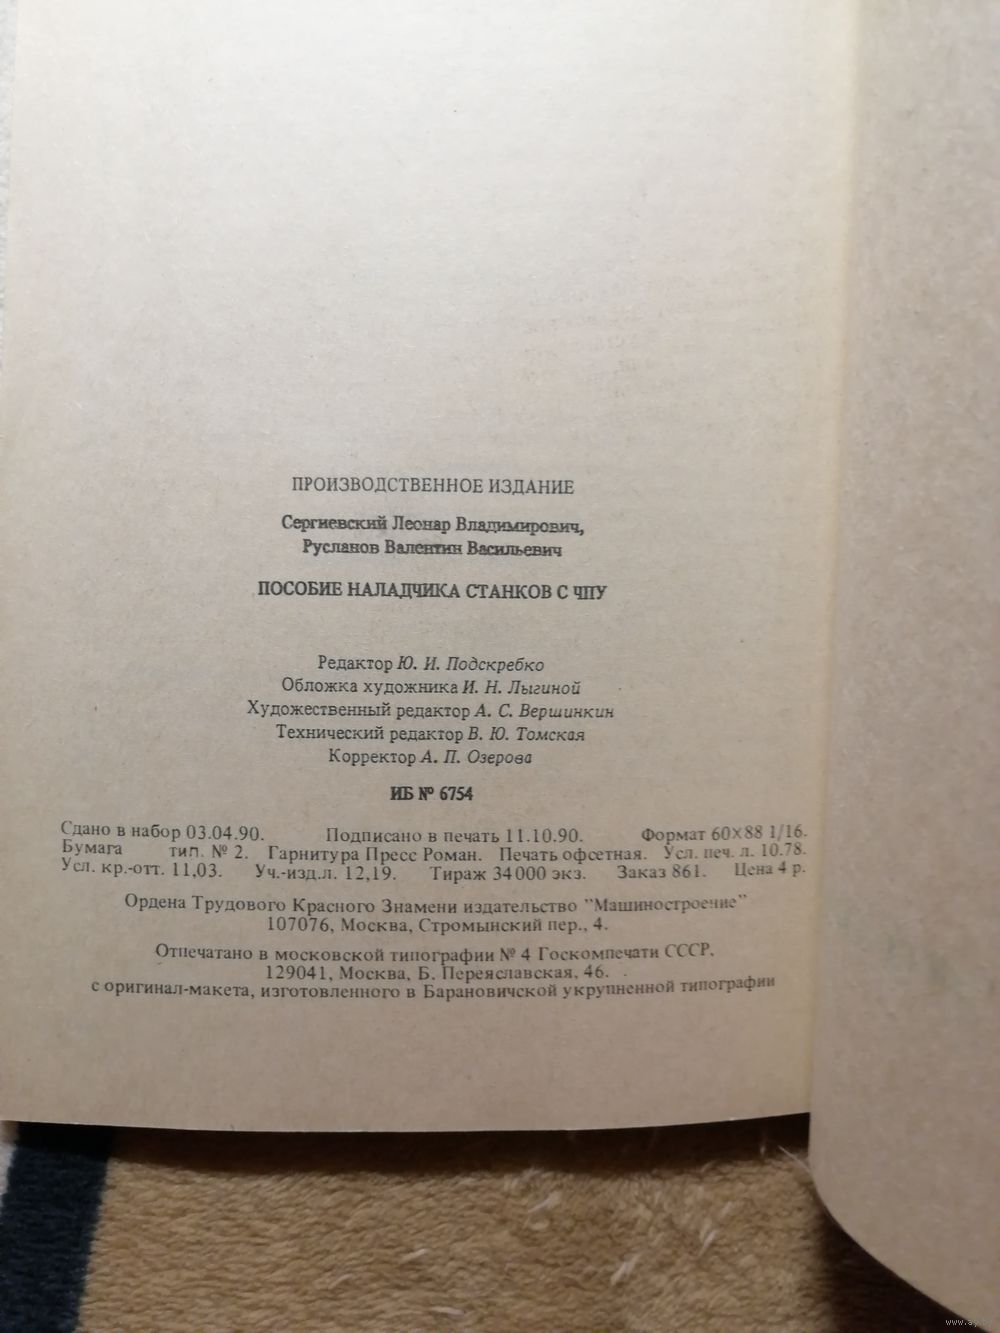 ПРОИЗВОДСТВЕННОЕ ИЗДАНИЕ
Сергиевский Леонар Владимирович,
Русланов Валентин Васильевич
ПОСОБИЕ НАЛАДЧИКА СТАНКОВ С ЧПУ
Редактор Ю. И. Подскребко
Обложка художника И. Н. Лыгиной
Художественный редактор А. С. Вершинкин
Технический редактор В. Ю. Томская
Корректор А. П. Озерова
ИБ № 6754
Сдано в набор 03.04.90. Подписано в печать 11.10.90. Формат 60×88 1/16.
Бумага тип. № 2. Гарнитура Пресс Роман. Печать офсетная. Усл. печ. л. 10.78.
Усл. кр.-отт. 11,03. Уч.-изд.л. 12,19. Тираж 34000 экз. Заказ 861. Цена 4 р.
Ордена Трудового Красного Знамени издательство "Машиностроение"
107076, Москва, Стромынский пер., 4.
Отпечатано в московской типографии № 4 Госкомпечати СССР.
129041, Москва, Б. Переяславская, 46.
с оригинал-макета, изготовленного в Барановичской укрупненной типографии